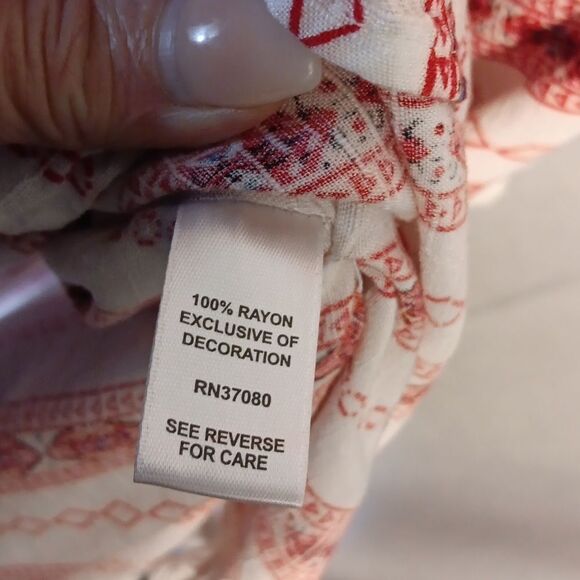 100% RAYON
EXCLUSIVE OF
DECORATION
RN37080
SEE REVERSE
FOR CARE